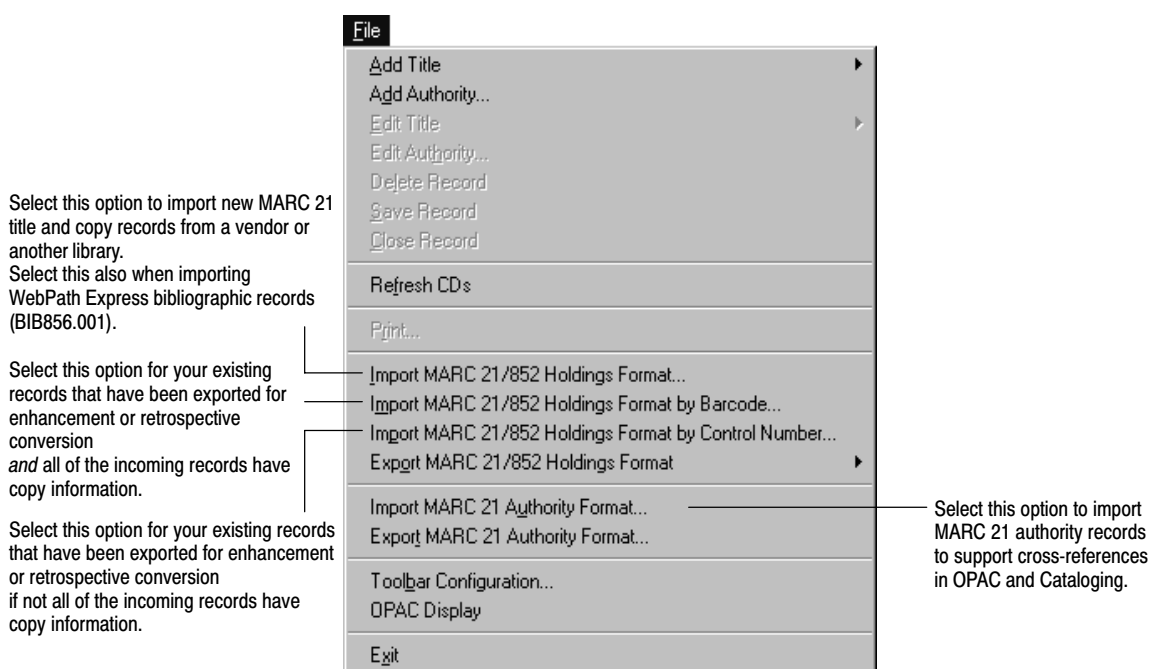 File
Add Title
Add Authority...
Edit Title
Edit Authority...
Delete Record
Save Record
Close Record
Refresh CDs
Print...
Import MARC 21/852 Holdings Format...
Import MARC 21/852 Holdings Format by Barcode...
Import MARC 21/852 Holdings Format by Control Number...
Export MARC 21/852 Holdings Format
Import MARC 21 Authority Format...
Export MARC 21 Authority Format...
Toolbar Configuration...
OPAC Display
Exit
Select this option to import new MARC 21
title and copy records from a vendor or
another library.
Select this also when importing
WebPath Express bibliographic records
(BIB856.001).
Select this option for your existing
records that have been exported for
enhancement or retrospective
conversion
and all of the incoming records have
copy information.
Select this option for your existing records
that have been exported for enhancement
or retrospective conversion
if not all of the incoming records have
copy information.
Select this option to import
MARC 21 authority records
to support cross-references
in OPAC and Cataloging.